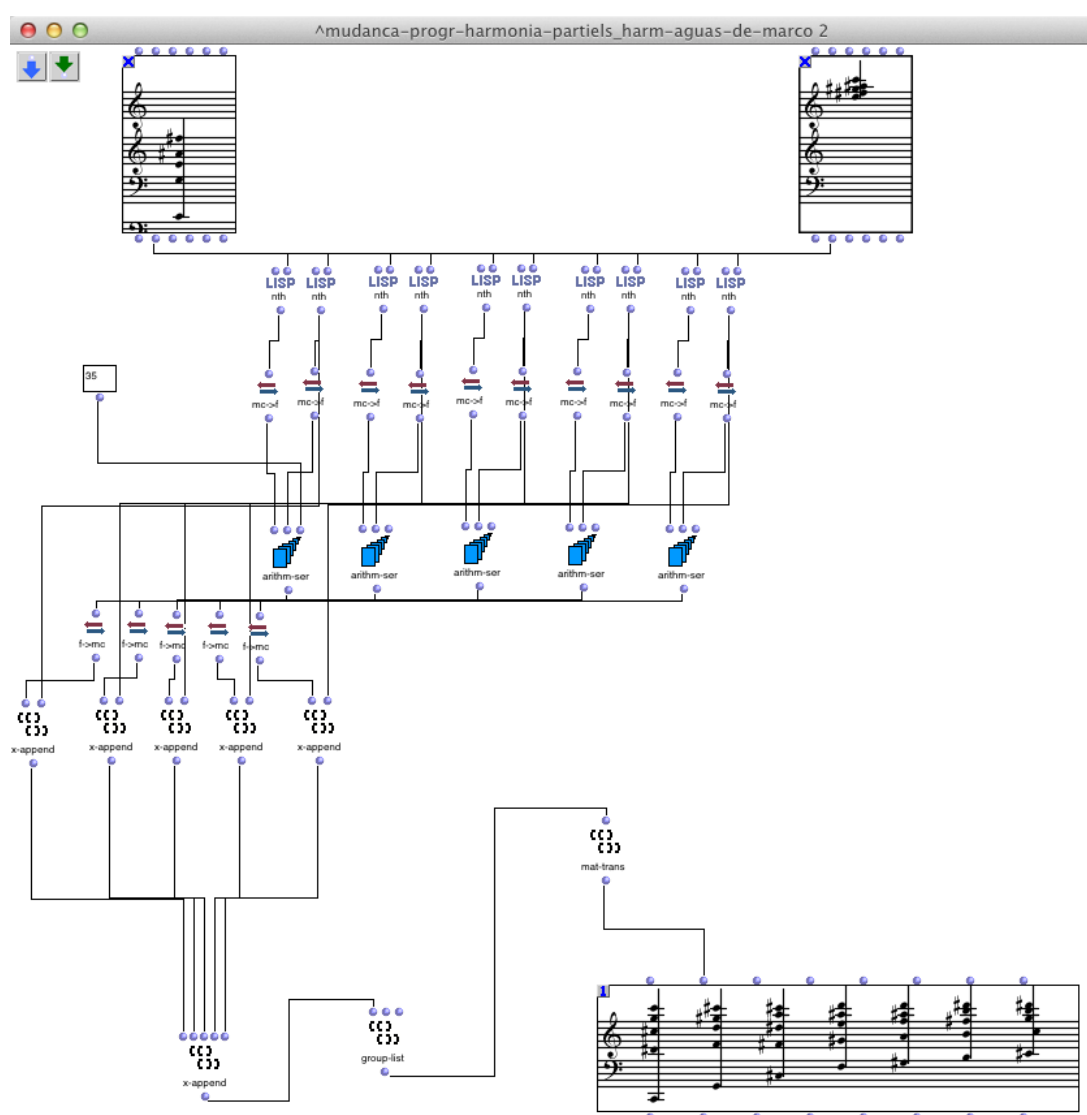 ^mudanca-progr-harmonia-partiels_harm-aguas-de-marco 2
LISP LISP LISP LISP LISP LISP LISP LISP LISP LISP
nth nth nth nth nth nth nth nth nth nth
35
mc->f mc->f mc->f mc->f mc->f mc->f mc->f mc->f mc->f mc->f
arithm-ser arithm-ser arithm-ser arithm-ser arithm-ser
f->mc f->mc f->mc f->mc f->mc
x-append x-append x-append x-append x-append
mat-trans
1
group-list
x-append